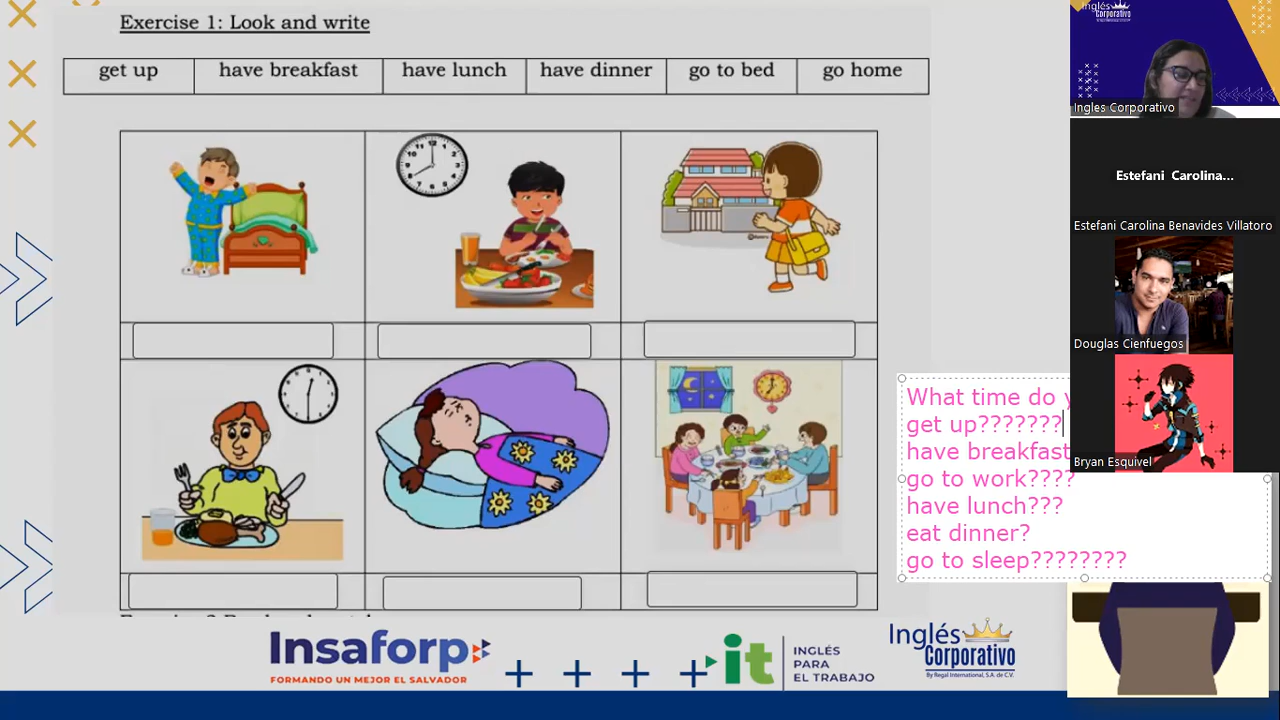 Exercise 1: Look and write
get up have breakfast have lunch have dinner go to bed go home
What time do
get up???????
have breakfast
go to work????
have lunch???
eat dinner?
go to sleep????????
Inglés
Corporativo
Ingles Corporativo
Estefani Carolina...
Estefani Carolina Benavides Villatoro
Douglas Cienfuegos
Bryan Esquivel
Insaforp
FORMANDO UN MEJOR EL SALVADOR
it
INGLÉS
PARA
EL TRABAJO
Inglés
Corporativo
By Regal International, S.A. de C.V.